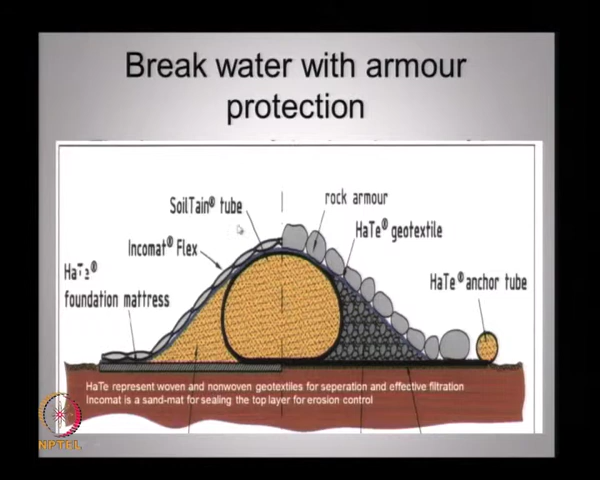 Break water with armour
protection
SoilTain® tube
rock armour
Incomat® Flex
HaTe® geotextile
foundation mattress
HaTe® anchor tube
HaTe represent woven and nonwoven geotextiles for seperation and effective filtration
Incomat is a sand-mat for sealing the top layer for erosion control
NPTEL